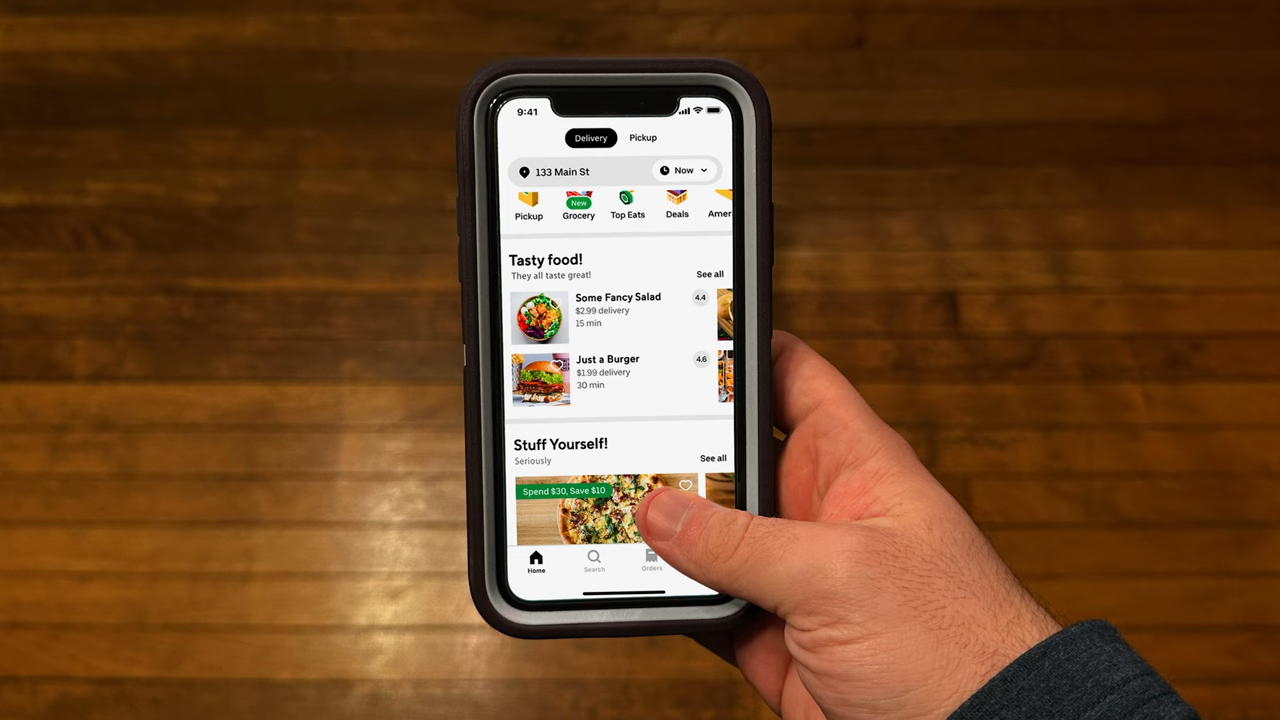 9:41
Delivery Pickup
133 Main St Now
Pickup New Grocery Top Eats Deals Amer
Tasty food!
They all taste great! See all
Some Fancy Salad 4.4
$2.99 delivery
15 min
Just a Burger 4.6
$1.99 delivery
30 min
Stuff Yourself!
Seriously See all
Spend $30, Save $10
Home Search Orders